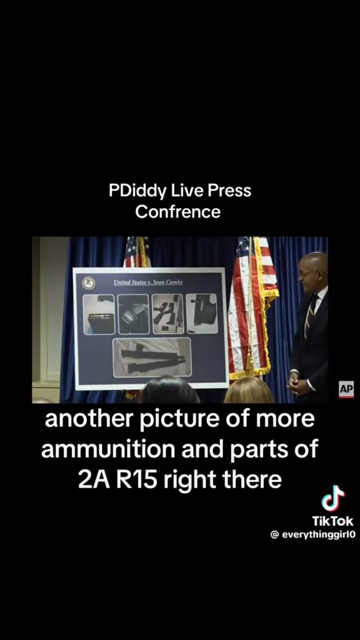 PDiddy Live Press
Confrence
United States v. Sean Combs
AP
another picture of more
ammunition and parts of
2A R15 right there
TikTok
@ everythinggirl0